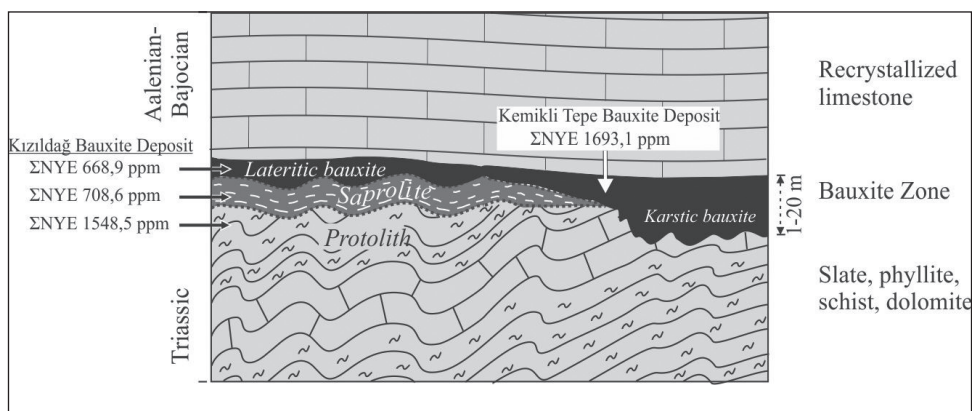 Aalenian-
Bajocian
Triassic
Kızıldağ Bauxite Deposit
ΣNYE 668,9 ppm
ΣNYE 708,6 ppm
ΣNYE 1548,5 ppm
Kemikli Tepe Bauxite Deposit
ΣNYE 1693,1 ppm
Lateritic bauxite
Saprolite
Protolith
Karstic bauxite
1-20 m
Recrystallized
limestone
Bauxite Zone
Slate, phyllite,
schist, dolomite